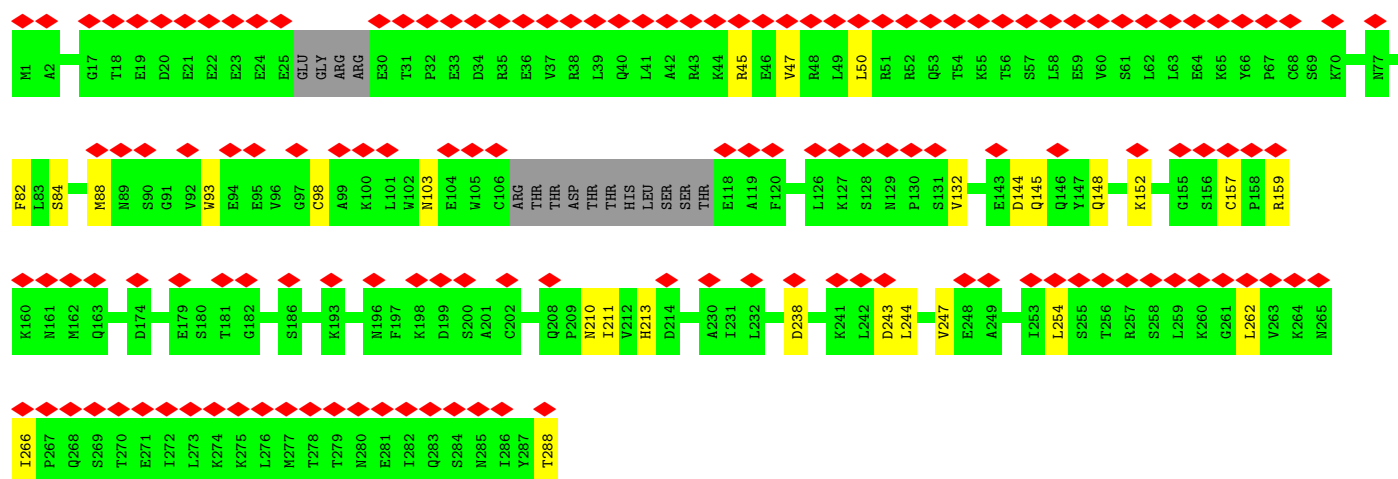 M1 A2 G17 T18 E19 D20 E21 E22 E23 E24 E25 GLU GLY ARG ARG E30 T31 P32 E33 D34 R35 E36 V37 R38 L39 Q40 L41 A42 R43 K44 R45 E46 V47 R48 L49 L50 R51 R52 Q53 T54 K55 T56 S57 L58 E59 V60 S61 L62 L63 E64 K65 Y66 P67 C68 S69 K70 N77
F82 L83 S84 M88 N89 S90 G91 V92 W93 E94 E95 V96 G97 C98 A99 K100 L101 W102 N103 E104 W105 C106 ARG THR THR ASP THR THR HIS LEU SER SER THR E118 A119 F120 L126 K127 S128 N129 P130 S131 V132 E143 D144 Q145 Q146 Y147 Q148 K152 G155 S156 C157 P158 R159
K160 N161 M162 Q163 D174 E179 S180 T181 G182 S186 K193 N196 F197 K198 D199 S200 A201 C202 Q208 P209 N210 I211 V212 H213 D214 A230 I231 L232 D238 K241 L242 D243 L244 V247 E248 A249 I253 L254 S255 T256 R257 S258 L259 K260 G261 L262 V263 K264 N265
I266 P267 Q268 S269 T270 E271 I272 L273 K274 K275 L276 M277 T278 T279 N280 E281 I282 Q283 S284 N285 I286 Y287 T288